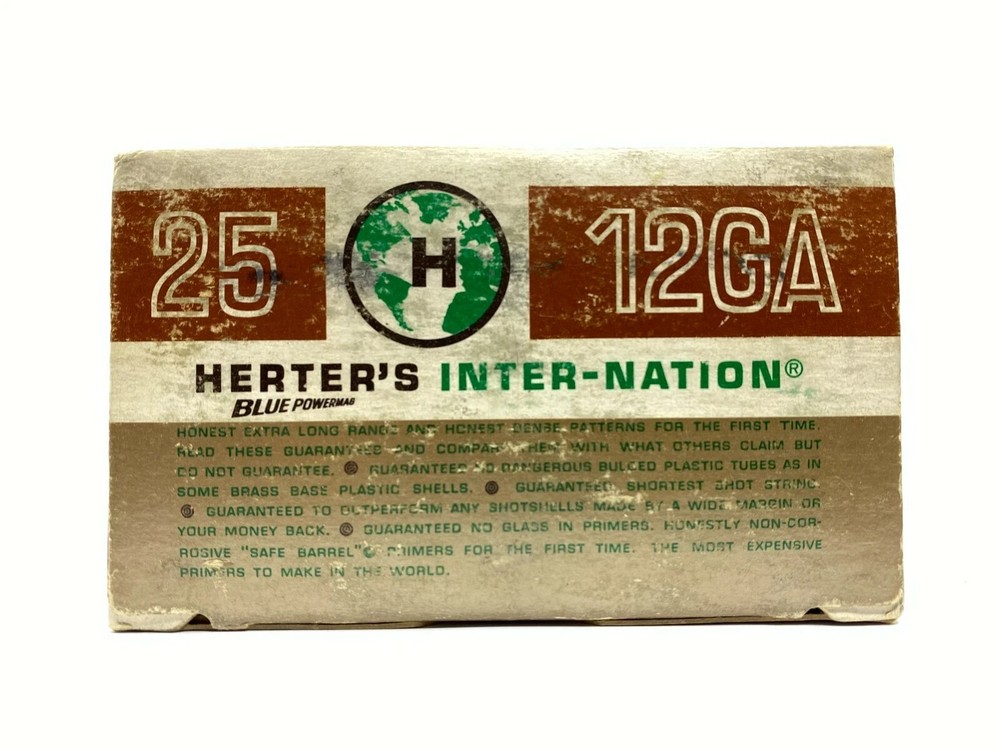 25 H 12GA
HERTER'S INTER-NATION®
BLUE POWERMAG
HONEST EXTRA LONG RANGE AND HONEST DENSE PATTERNS FOR THE FIRST TIME.
READ THESE GUARANTEES AND COMPARE THEM WITH WHAT OTHERS CLAIM BUT
DO NOT GUARANTEE. GUARANTEED NO DANGEROUS BULGED PLASTIC TUBES AS IN
SOME BRASS BASE PLASTIC SHELLS. GUARANTEED SHORTEST SHOT STRING.
GUARANTEED TO OUTPERFORM ANY SHOTSHELLS MADE BY A WIDE MARGIN OR
YOUR MONEY BACK. GUARANTEED NO GLASS IN PRIMERS. HONESTLY NON-COR-
ROSIVE "SAFE BARREL"® PRIMERS FOR THE FIRST TIME. THE MOST EXPENSIVE
PRIMERS TO MAKE IN THE WORLD.